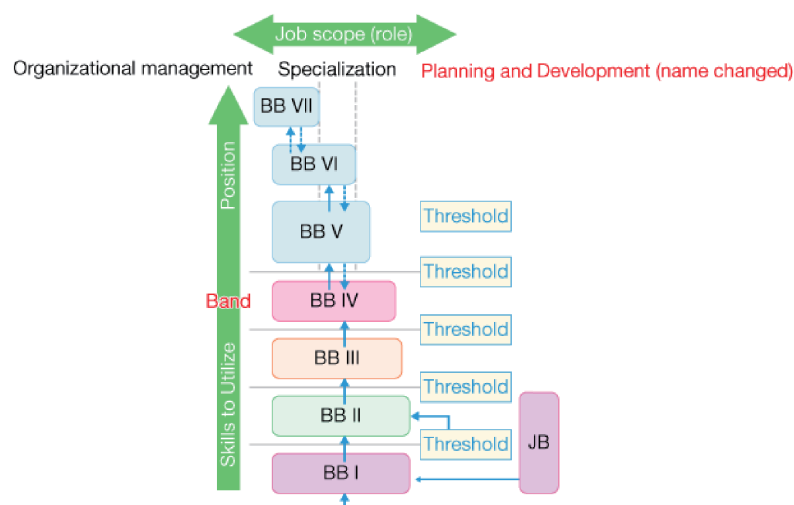 Job scope (role)
Organizational management
Specialization
Planning and Development (name changed)
BB VII
Position
BB VI
BB V
Threshold
Threshold
Band
BB IV
Threshold
BB III
Skills to Utilize
Threshold
BB II
Threshold
JB
BB I